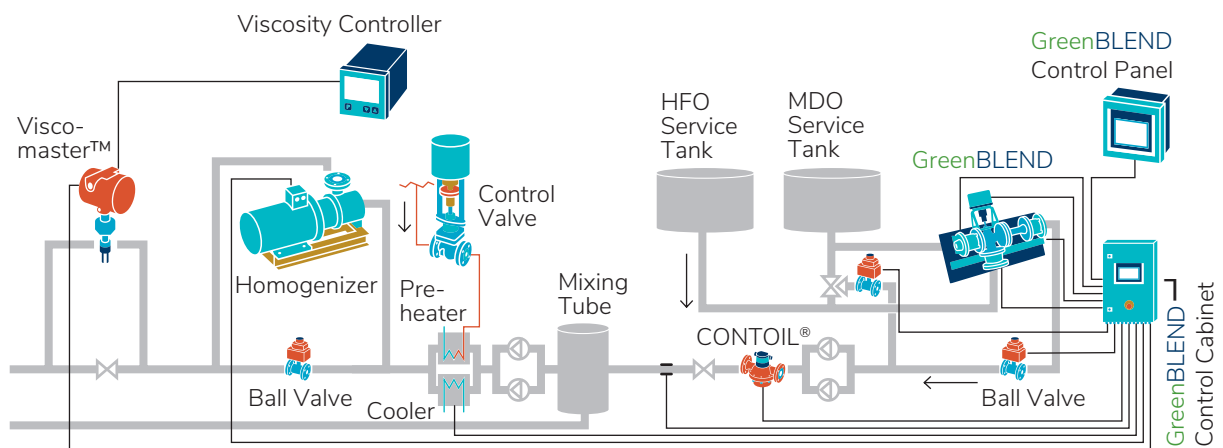 Viscosity Controller
GreenBLEND
Control Panel
Visco-
master™
HFO
Service
Tank
MDO
Service
Tank
GreenBLEND
Control
Valve
Homogenizer
Pre-
heater
Mixing
Tube
CONTOIL®
Ball Valve
Cooler
Ball Valve
GreenBLEND
Control Cabinet